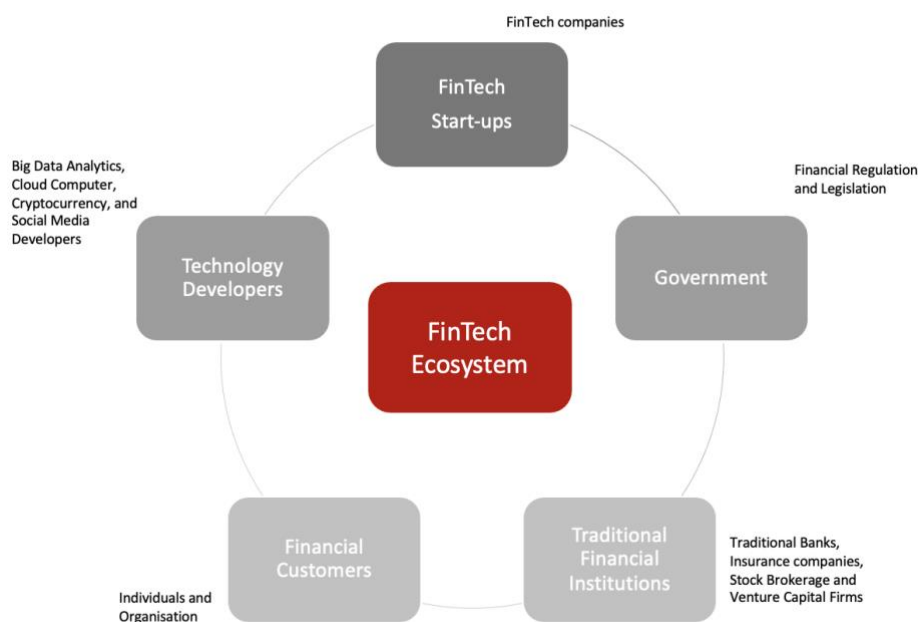 FinTech companies
FinTech
Start-ups
Big Data Analytics,
Cloud Computer,
Cryptocurrency, and
Social Media
Developers
Financial Regulation
and Legislation
Technology
Developers
Government
FinTech
Ecosystem
Financial
Customers
Traditional
Financial
Institutions
Traditional Banks,
Insurance companies,
Stock Brokerage and
Venture Capital Firms
Individuals and
Organisation